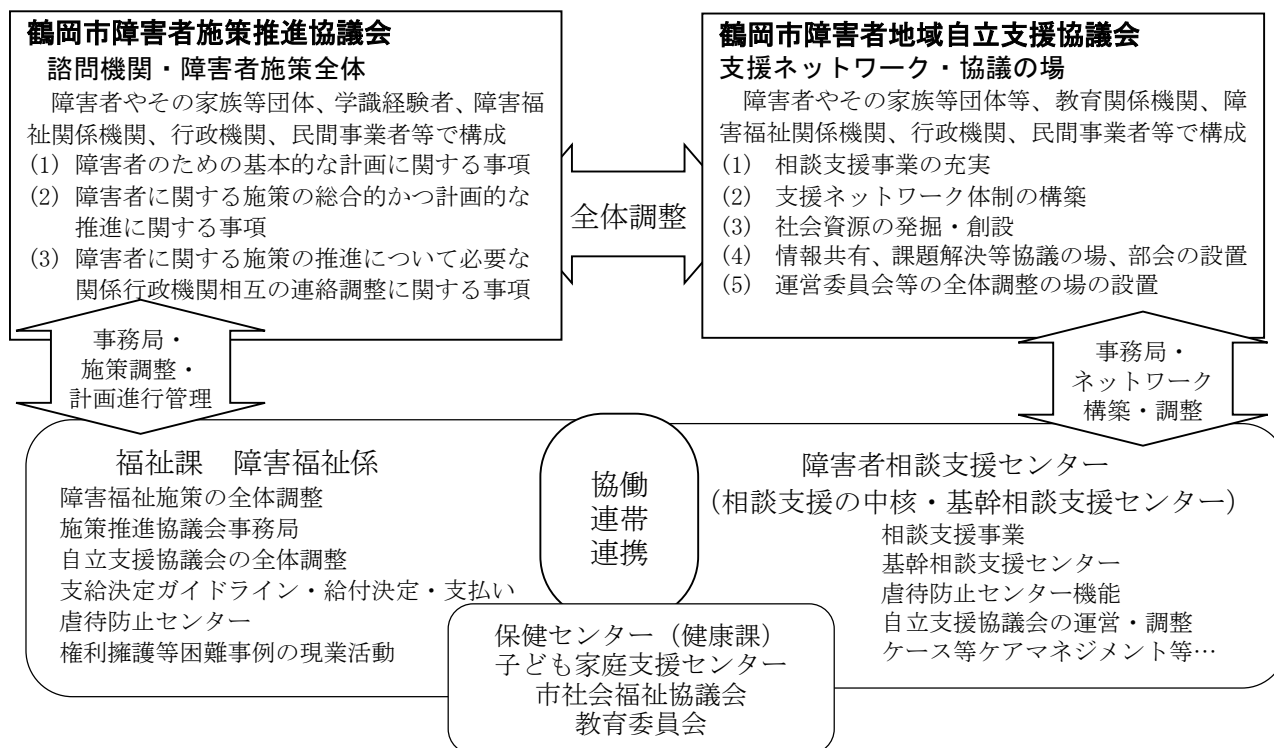 鶴岡市障害者施策推進協議会
諮問機関・障害者施策全体
障害者やその家族等団体、学識経験者、障害福
祉関係機関、行政機関、民間事業者等で構成
(1) 障害者のための基本的な計画に関する事項
(2) 障害者に関する施策の総合的かつ計画的な
推進に関する事項
(3) 障害者に関する施策の推進について必要な
関係行政機関相互の連絡調整に関する事項
全体調整
鶴岡市障害者地域自立支援協議会
支援ネットワーク・協議の場
障害者やその家族等団体等、教育関係機関、障
害福祉関係機関、行政機関、民間事業者等で構成
(1) 相談支援事業の充実
(2) 支援ネットワーク体制の構築
(3) 社会資源の発掘・創設
(4) 情報共有、課題解決等協議の場、部会の設置
(5) 運営委員会等の全体調整の場の設置
事務局・
施策調整・
計画進行管理
事務局・
ネットワーク
構築・調整
福祉課 障害福祉係
障害福祉施策の全体調整
施策推進協議会事務局
自立支援協議会の全体調整
支給決定ガイドライン・給付決定・支払い
虐待防止センター
権利擁護等困難事例の現業活動
協働
連帯
連携
障害者相談支援センター
(相談支援の中核・基幹相談支援センター)
相談支援事業
基幹相談支援センター
虐待防止センター機能
自立支援協議会の運営・調整
ケース等ケアマネジメント等…
保健センター（健康課）
子ども家庭支援センター
市社会福祉協議会
教育委員会